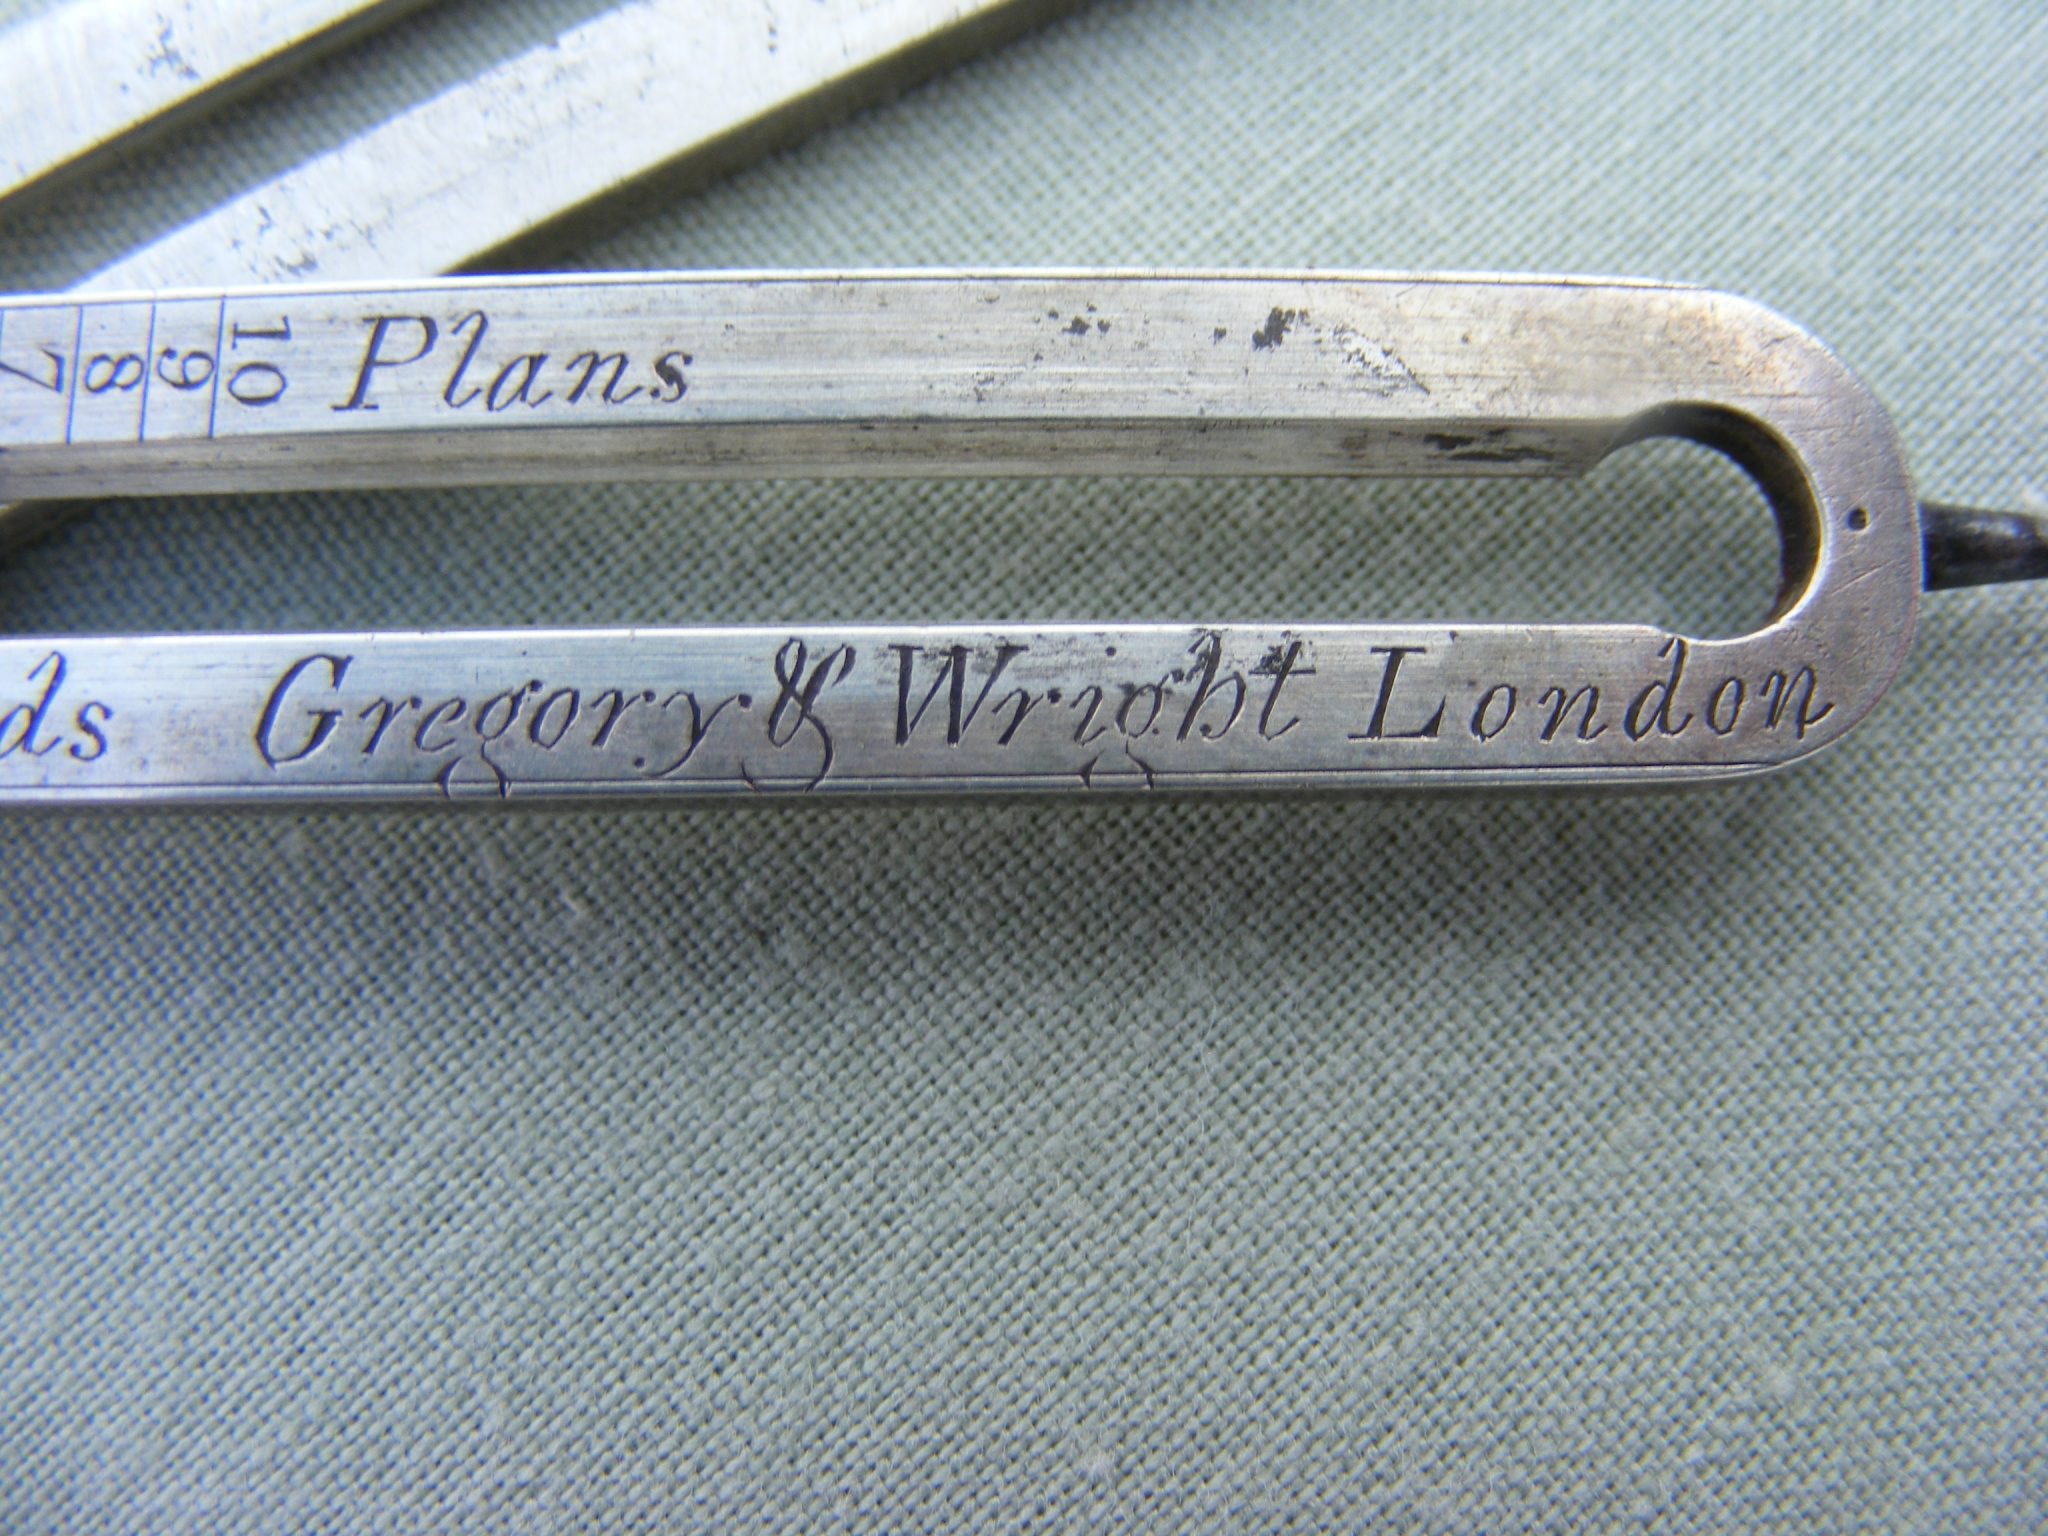 7 8 9 10 Plans
ds Gregory & Wright London